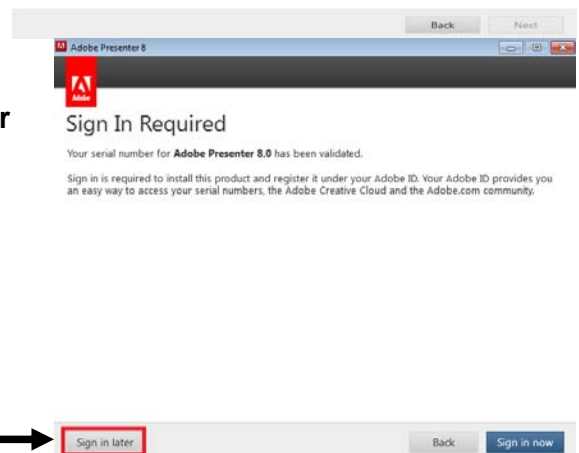 Back Next
Adobe Presenter 8
Adobe
r
Sign In Required
Your serial number for Adobe Presenter 8.0 has been validated.
Sign in is required to install this product and register it under your Adobe ID. Your Adobe ID provides you
an easy way to access your serial numbers, the Adobe Creative Cloud and the Adobe.com community.
Sign in later Back Sign in now